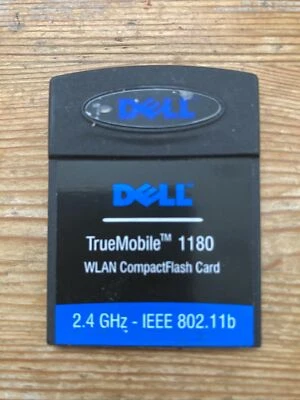 DELL
DELL
TrueMobile™ 1180
WLAN CompactFlash Card
2.4 GHz - IEEE 802.11b